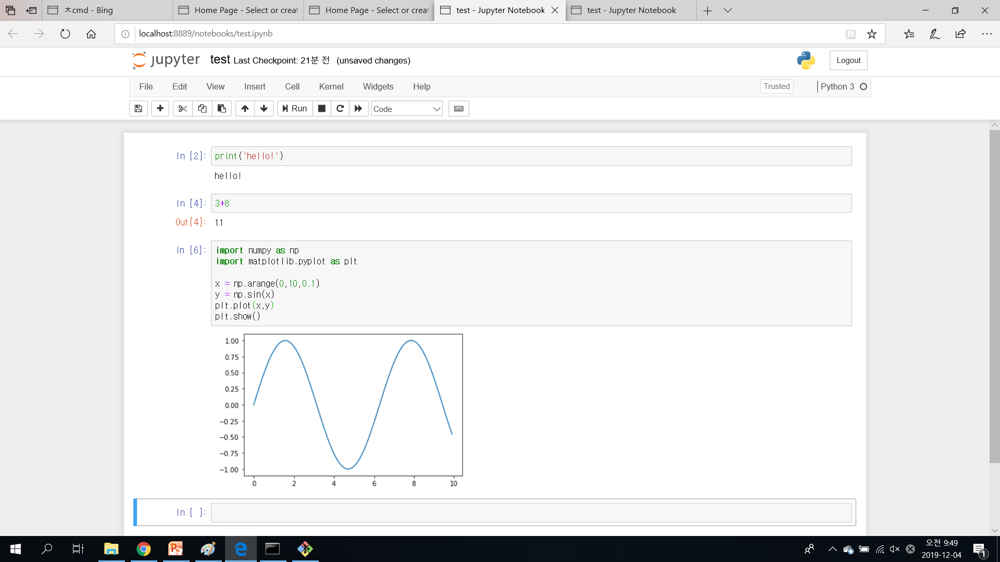 ㅊcmd - Bing
Home Page - Select or creat
Home Page - Select or creat
test - Jupyter Notebook
test - Jupyter Notebook
localhost:8889/notebooks/test.ipynb
jupyter test Last Checkpoint: 21분 전 (unsaved changes)
Logout
File Edit View Insert Cell Kernel Widgets Help
Trusted
Python 3
Run
Code
In [2]: print('hello!')
hello!
In [4]: 3+8
Out[4]: 11
In [6]: import numpy as np
import matplotlib.pyplot as plt
x = np.arange(0,10,0.1)
y = np.sin(x)
plt.plot(x,y)
plt.show()
1.00
0.75
0.50
0.25
0.00
−0.25
−0.50
−0.75
−1.00
0 2 4 6 8 10
In [ ]:
오전 9:49
2019-12-04
1